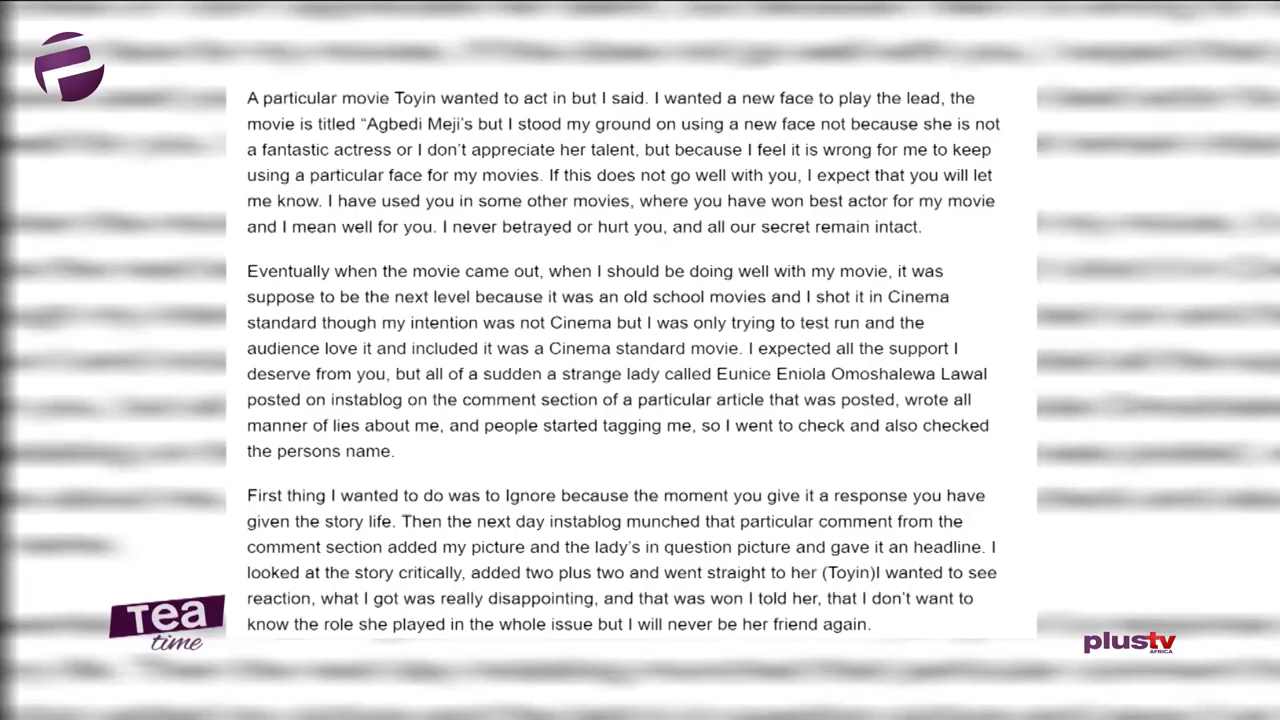 A particular movie Toyin wanted to act in but I said. I wanted a new face to play the lead, the
movie is titled “Agbedi Meji’s but I stood my ground on using a new face not because she is not
a fantastic actress or I don’t appreciate her talent, but because I feel it is wrong for me to keep
using a particular face for my movies. If this does not go well with you, I expect that you will let
me know. I have used you in some other movies, where you have won best actor for my movie
and I mean well for you. I never betrayed or hurt you, and all our secret remain intact.
Eventually when the movie came out, when I should be doing well with my movie, it was
suppose to be the next level because it was an old school movies and I shot it in Cinema
standard though my intention was not Cinema but I was only trying to test run and the
audience love it and included it was a Cinema standard movie. I expected all the support I
deserve from you, but all of a sudden a strange lady called Eunice Eniola Omoshalewa Lawal
posted on instablog on the comment section of a particular article that was posted, wrote all
manner of lies about me, and people started tagging me, so I went to check and also checked
the persons name.
First thing I wanted to do was to Ignore because the moment you give it a response you have
given the story life. Then the next day instablog munched that particular comment from the
comment section added my picture and the lady’s in question picture and gave it an headline. I
looked at the story critically, added two plus two and went straight to her (Toyin)I wanted to see
reaction, what I got was really disappointing, and that was won I told her, that I don’t want to
know the role she played in the whole issue but I will never be her friend again.
Tea
time
plustv
AFRICA